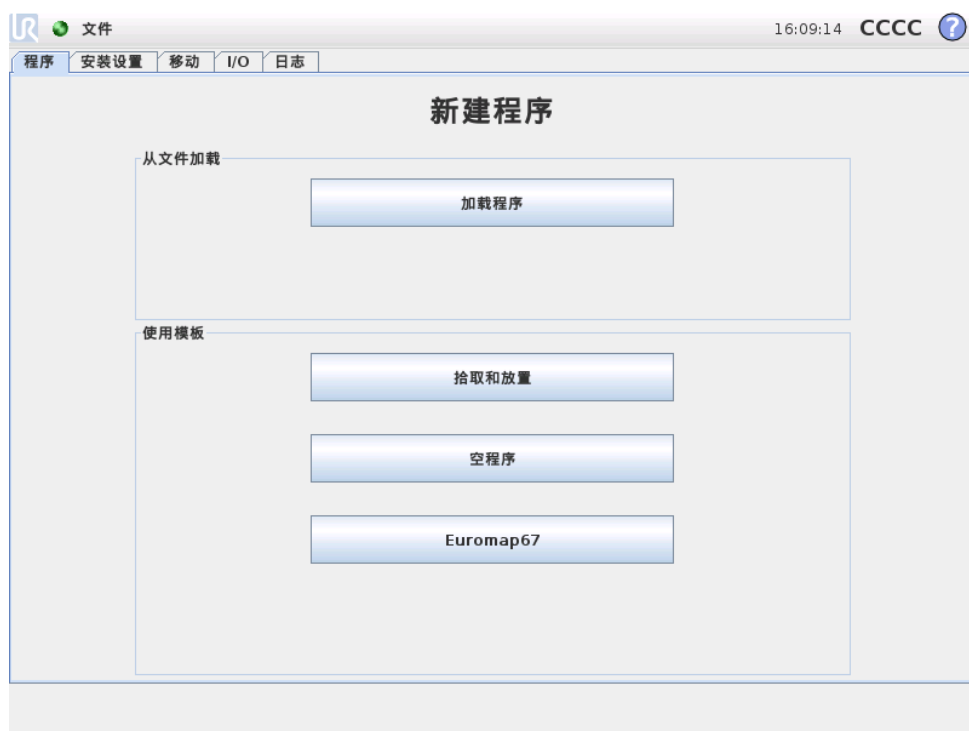 UR 文件 16:09:14 CCCC ?
程序 安装设置 移动 I/O 日志
新建程序
从文件加载
加载程序
使用模板
拾取和放置
空程序
Euromap67